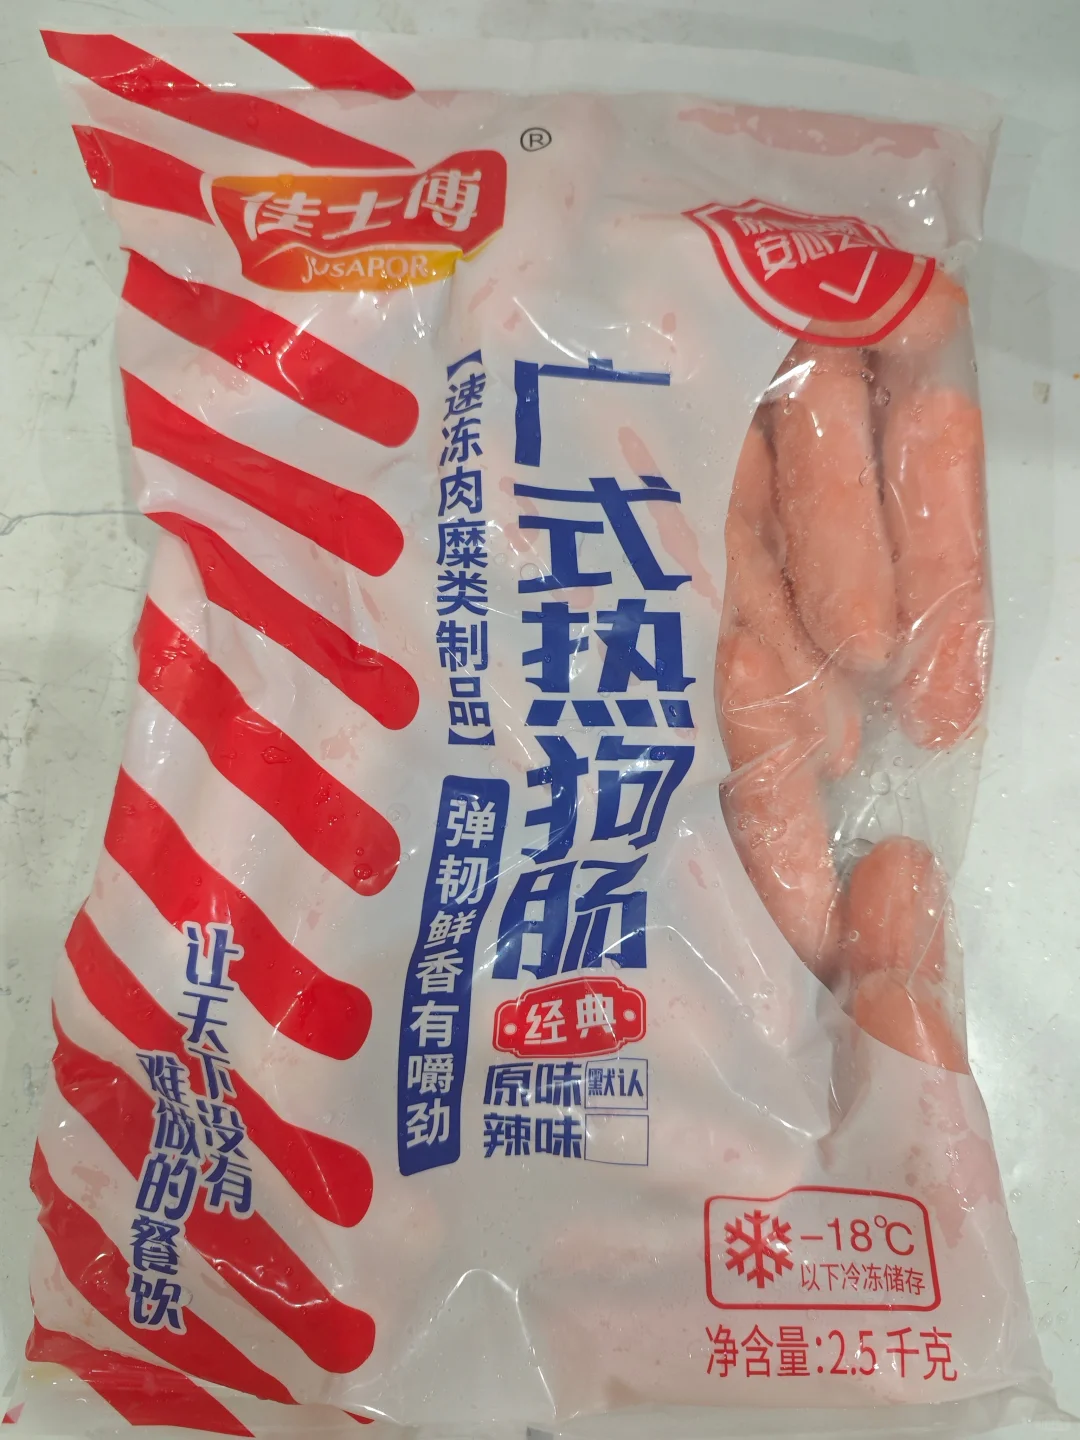 佳士博
®
JUSAPOR
安心
广式热狗肠
【速冻肉糜类制品】
弹韧鲜香有嚼劲
·经典·
原味 默认
辣味
让天下没有
难做的餐饮
-18℃
以下冷冻储存
净含量:2.5千克